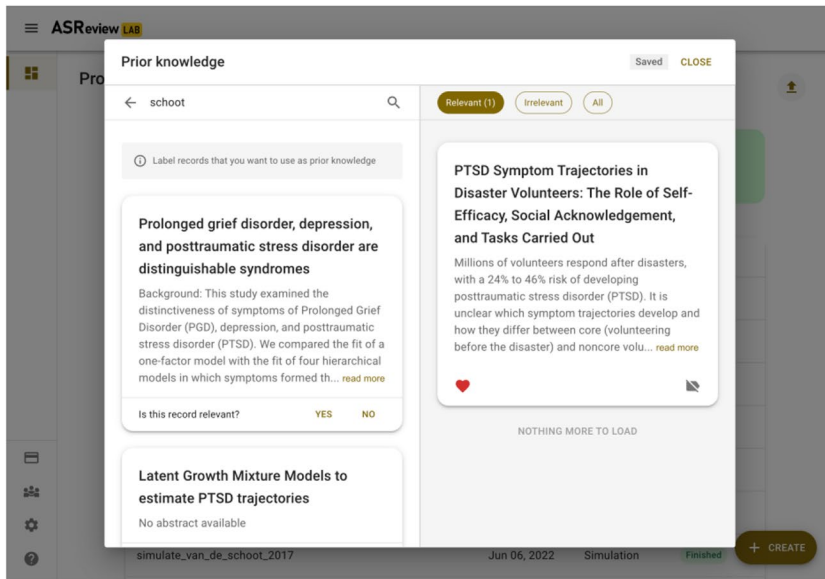 ASReview LAB
Pro
Prior knowledge
Saved CLOSE
schoot
Relevant (1) Irrelevant All
Label records that you want to use as prior knowledge
Prolonged grief disorder, depression,
and posttraumatic stress disorder are
distinguishable syndromes
Background: This study examined the
distinctiveness of symptoms of Prolonged Grief
Disorder (PGD), depression, and posttraumatic
stress disorder (PTSD). We compared the fit of a
one-factor model with the fit of four hierarchical
models in which symptoms formed th... read more
Is this record relevant? YES NO
Latent Growth Mixture Models to
estimate PTSD trajectories
No abstract available
PTSD Symptom Trajectories in
Disaster Volunteers: The Role of Self-
Efficacy, Social Acknowledgement,
and Tasks Carried Out
Millions of volunteers respond after disasters,
with a 24% to 46% risk of developing
posttraumatic stress disorder (PTSD). It is
unclear which symptom trajectories develop and
how they differ between core (volunteering
before the disaster) and noncore volu... read more
NOTHING MORE TO LOAD
simulate_van_de_schoot_2017 Jun 06, 2022 Simulation Finished
+ CREATE